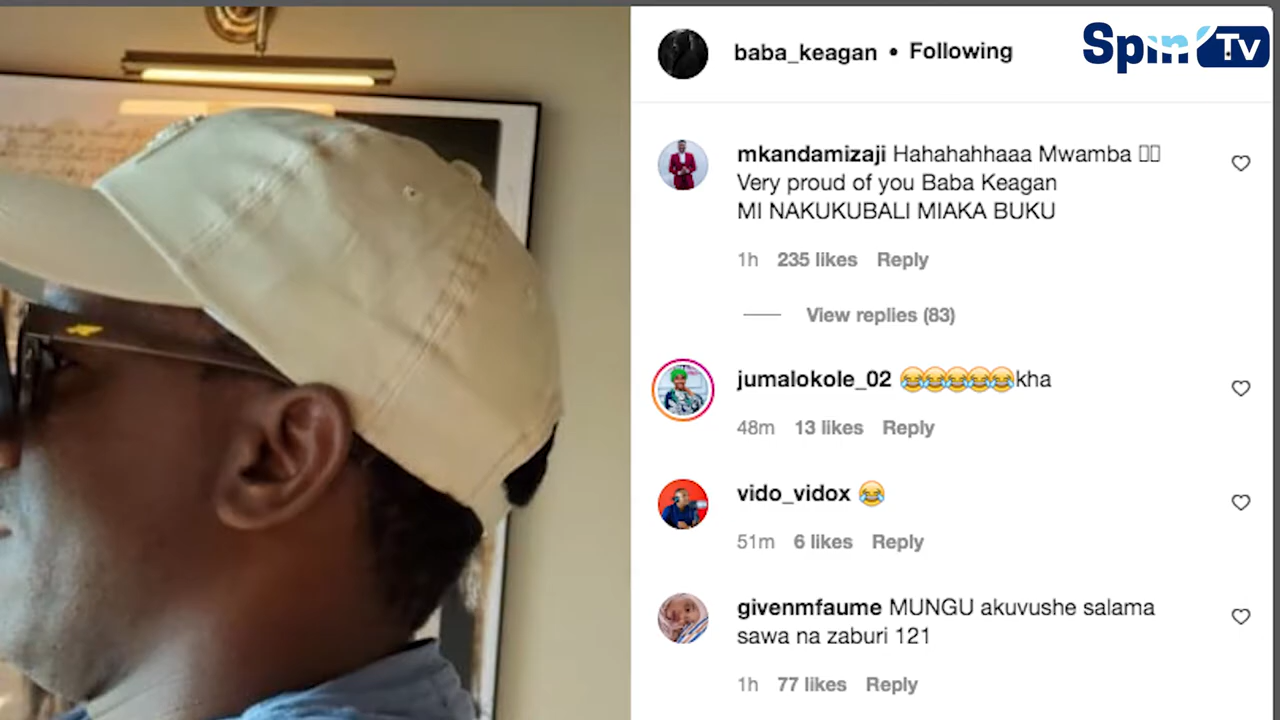 Spin Tv
baba_keagan • Following
mkandamizaji Hahahahhaaa Mwamba
Very proud of you Baba Keagan
MI NAKUKUBALI MIAKA BUKU
1h 235 likes Reply
View replies (83)
jumalokole_02 😂😂😂😂😂kha
48m 13 likes Reply
vido_vidox 😂
51m 6 likes Reply
givenmfaume MUNGU akuvushe salama
sawa na zaburi 121
1h 77 likes Reply